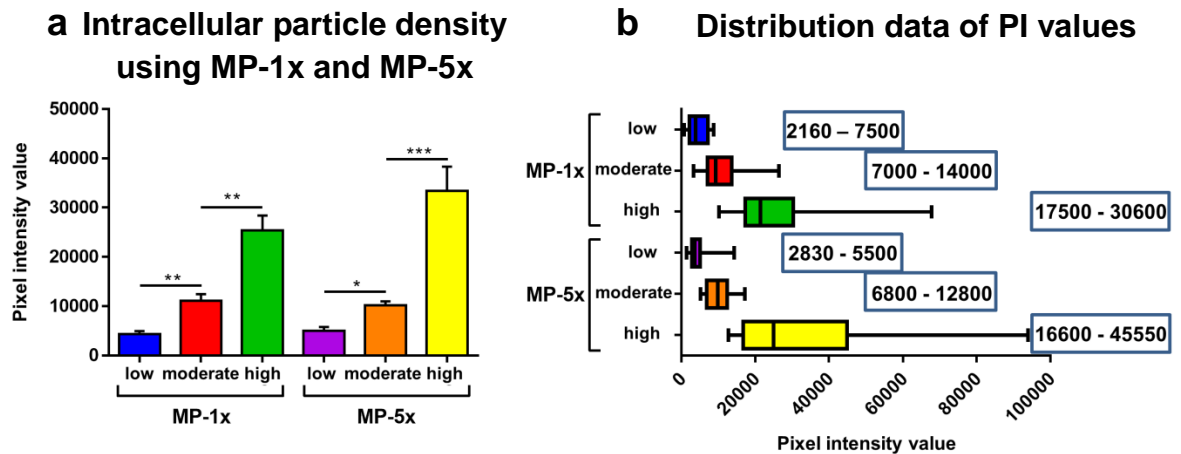 a Intracellular particle density
using MP-1x and MP-5x
Pixel intensity value
50000
40000
30000
20000
10000
0
**
**
*
***
low moderate high low moderate high
MP-1x MP-5x
b Distribution data of PI values
MP-1x
low
2160 – 7500
moderate
7000 - 14000
high
17500 - 30600
MP-5x
low
2830 - 5500
moderate
6800 - 12800
high
16600 - 45550
0 20000 40000 60000 80000 100000
Pixel intensity value